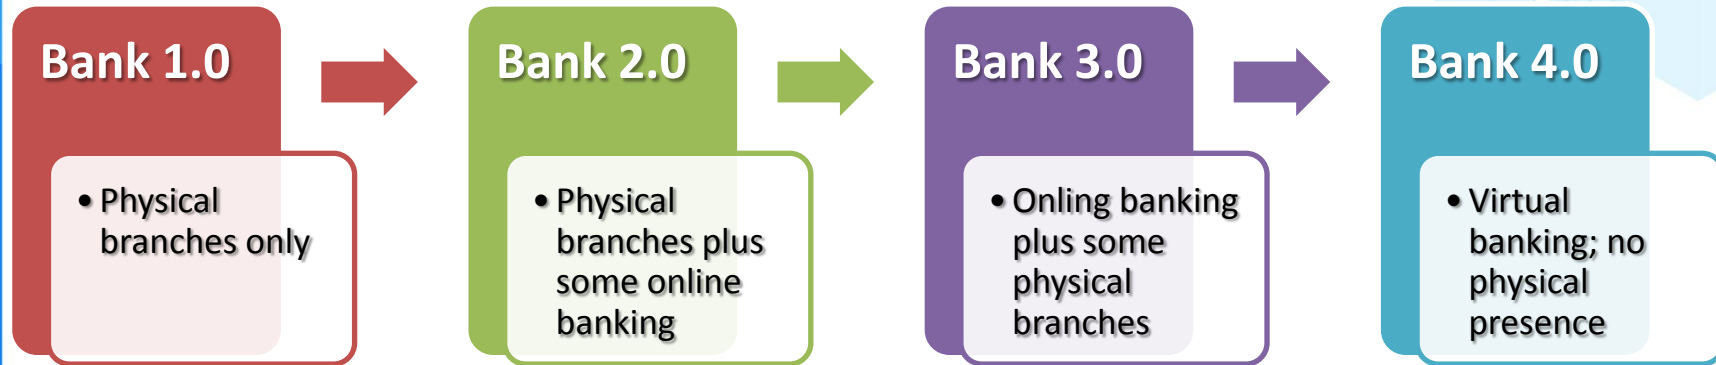 Bank 1.0
• Physical
branches only
Bank 2.0
• Physical
branches plus
some online
banking
Bank 3.0
• Onling banking
plus some
physical
branches
Bank 4.0
• Virtual
banking; no
physical
presence